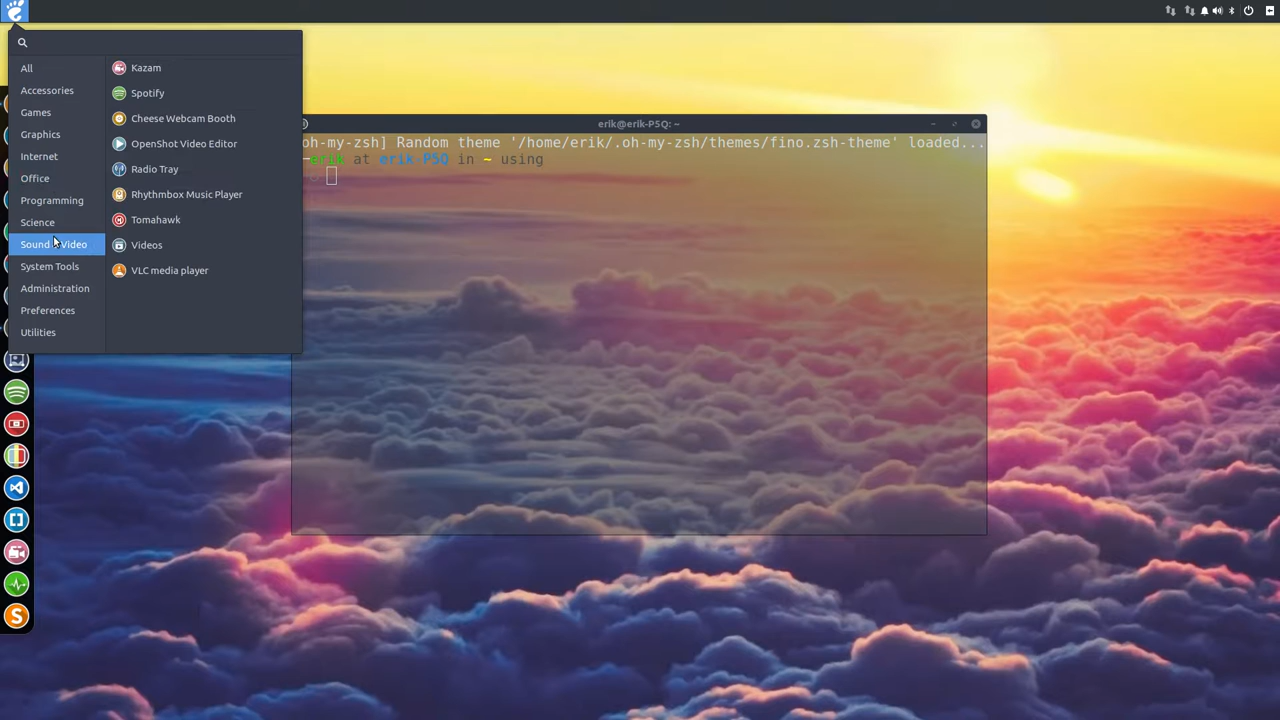 All
Accessories
Games
Graphics
Internet
Office
Programming
Science
Sound Video
System Tools
Administration
Preferences
Utilities
Kazam
Spotify
Cheese Webcam Booth
OpenShot Video Editor
Radio Tray
Rhythmbox Music Player
Tomahawk
Videos
VLC media player
erik@erik-P5Q: ~
oh-my-zsh] Random theme '/home/erik/.oh-my-zsh/themes/fino.zsh-theme' loaded...
erik at erik-P5Q in ~ using